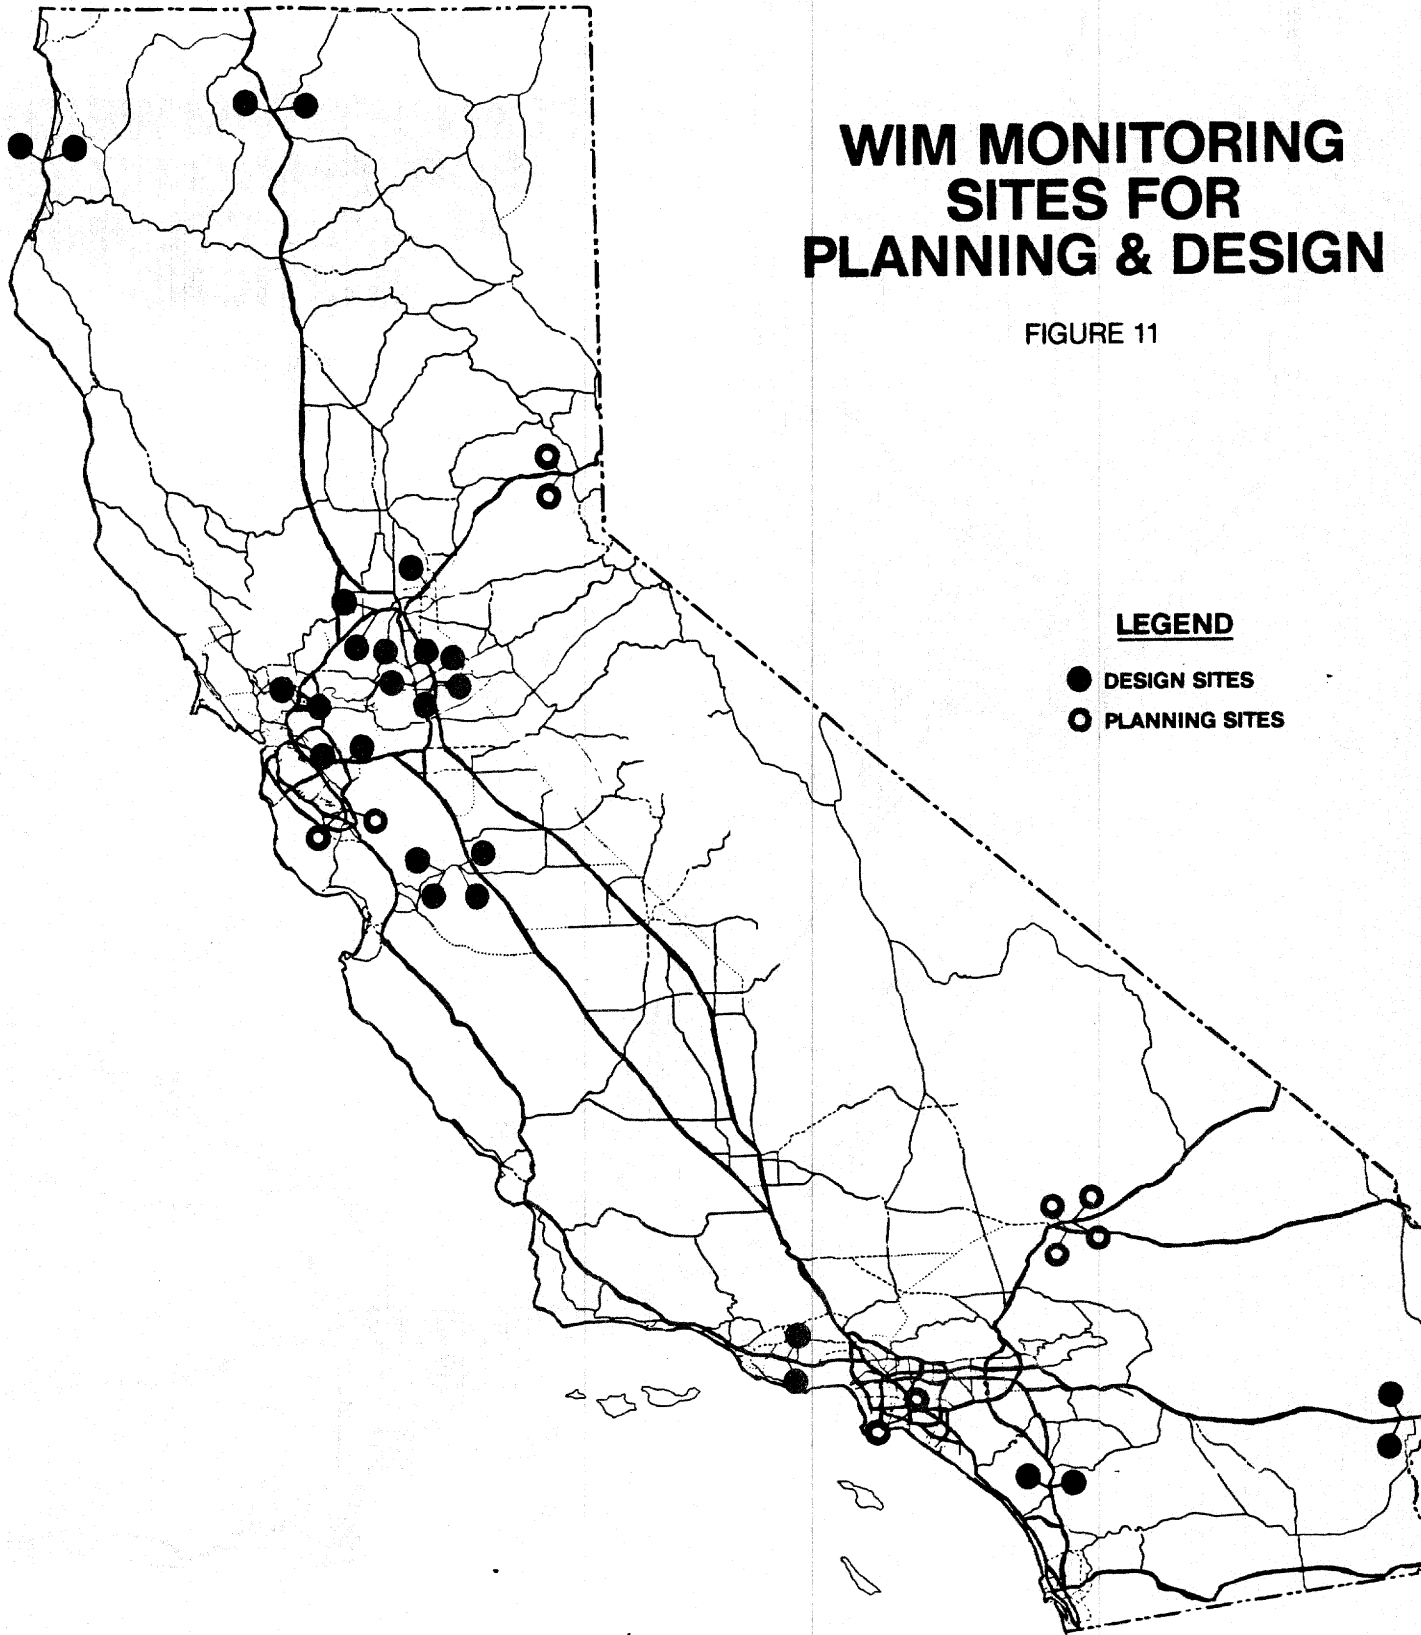 WIM MONITORING
SITES FOR
PLANNING & DESIGN
FIGURE 11
LEGEND
DESIGN SITES
PLANNING SITES